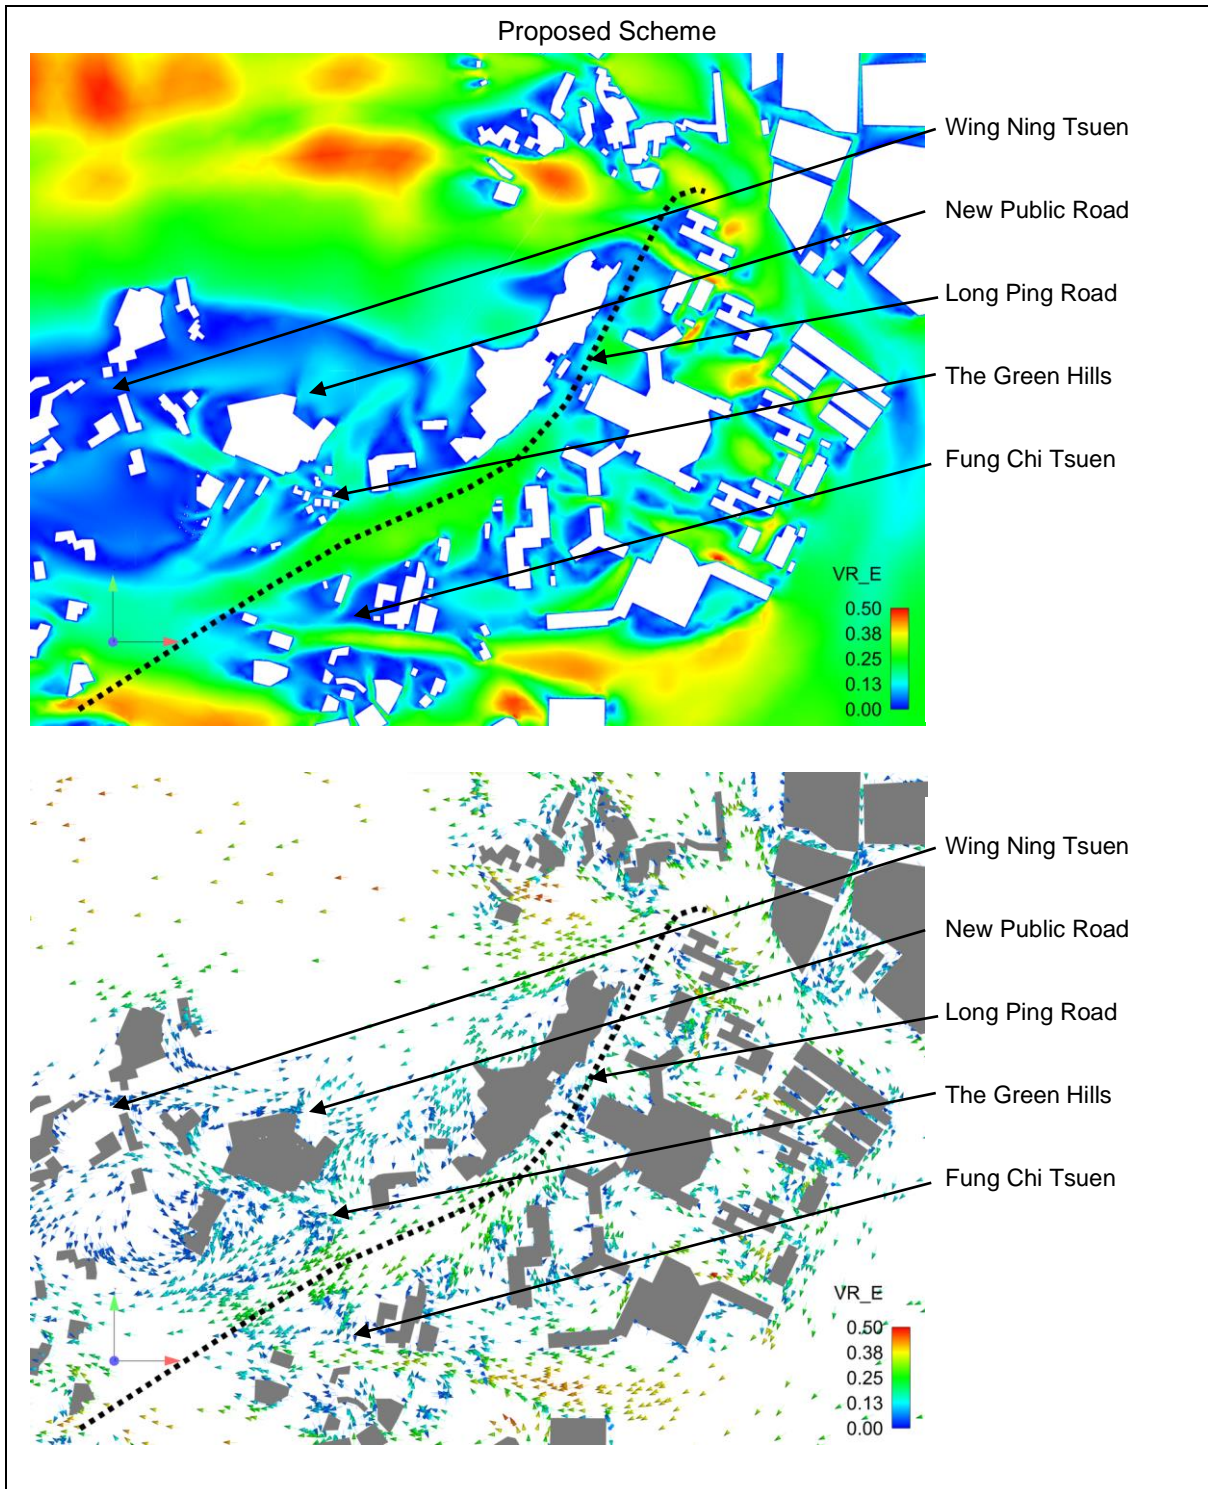 Proposed Scheme
Wing Ning Tsuen
New Public Road
Long Ping Road
The Green Hills
Fung Chi Tsuen
VR_E
0.50
0.38
0.25
0.13
0.00
Wing Ning Tsuen
New Public Road
Long Ping Road
The Green Hills
Fung Chi Tsuen
VR_E
0.50
0.38
0.25
0.13
0.00